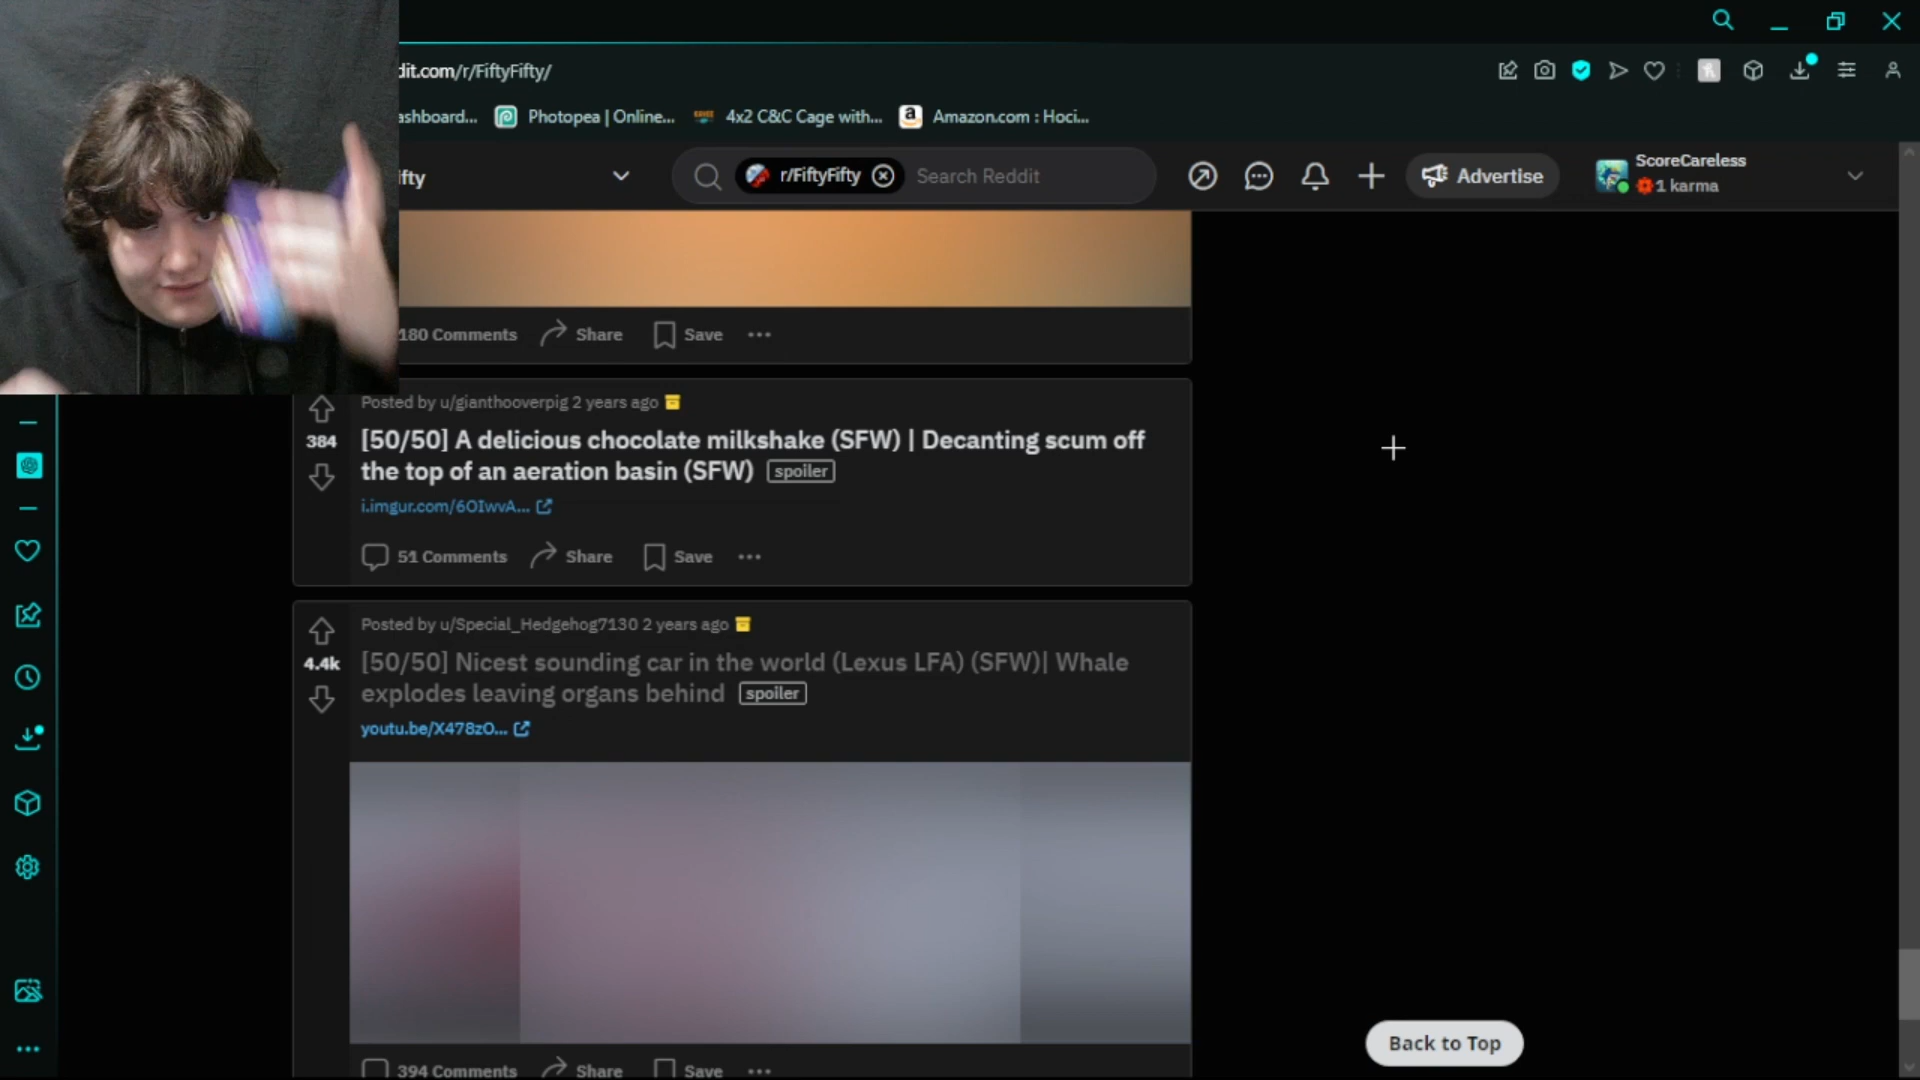 dit.com/r/FiftyFifty/
ashboard... Photopea | Online... 4x2 C&C Cage with... Amazon.com : Hoci...
ifty r/FiftyFifty Search Reddit Advertise ScoreCareless
1 karma
180 Comments Share Save
Posted by u/gianthooverpig 2 years ago
384
[50/50] A delicious chocolate milkshake (SFW) | Decanting scum off
the top of an aeration basin (SFW) spoiler
i.imgur.com/6OIwvA...
51 Comments Share Save
Posted by u/Special_Hedgehog7130 2 years ago
4.4k
[50/50] Nicest sounding car in the world (Lexus LFA) (SFW)| Whale
explodes leaving organs behind spoiler
youtu.be/X478zO...
Back to Top
394 Comments Share Save